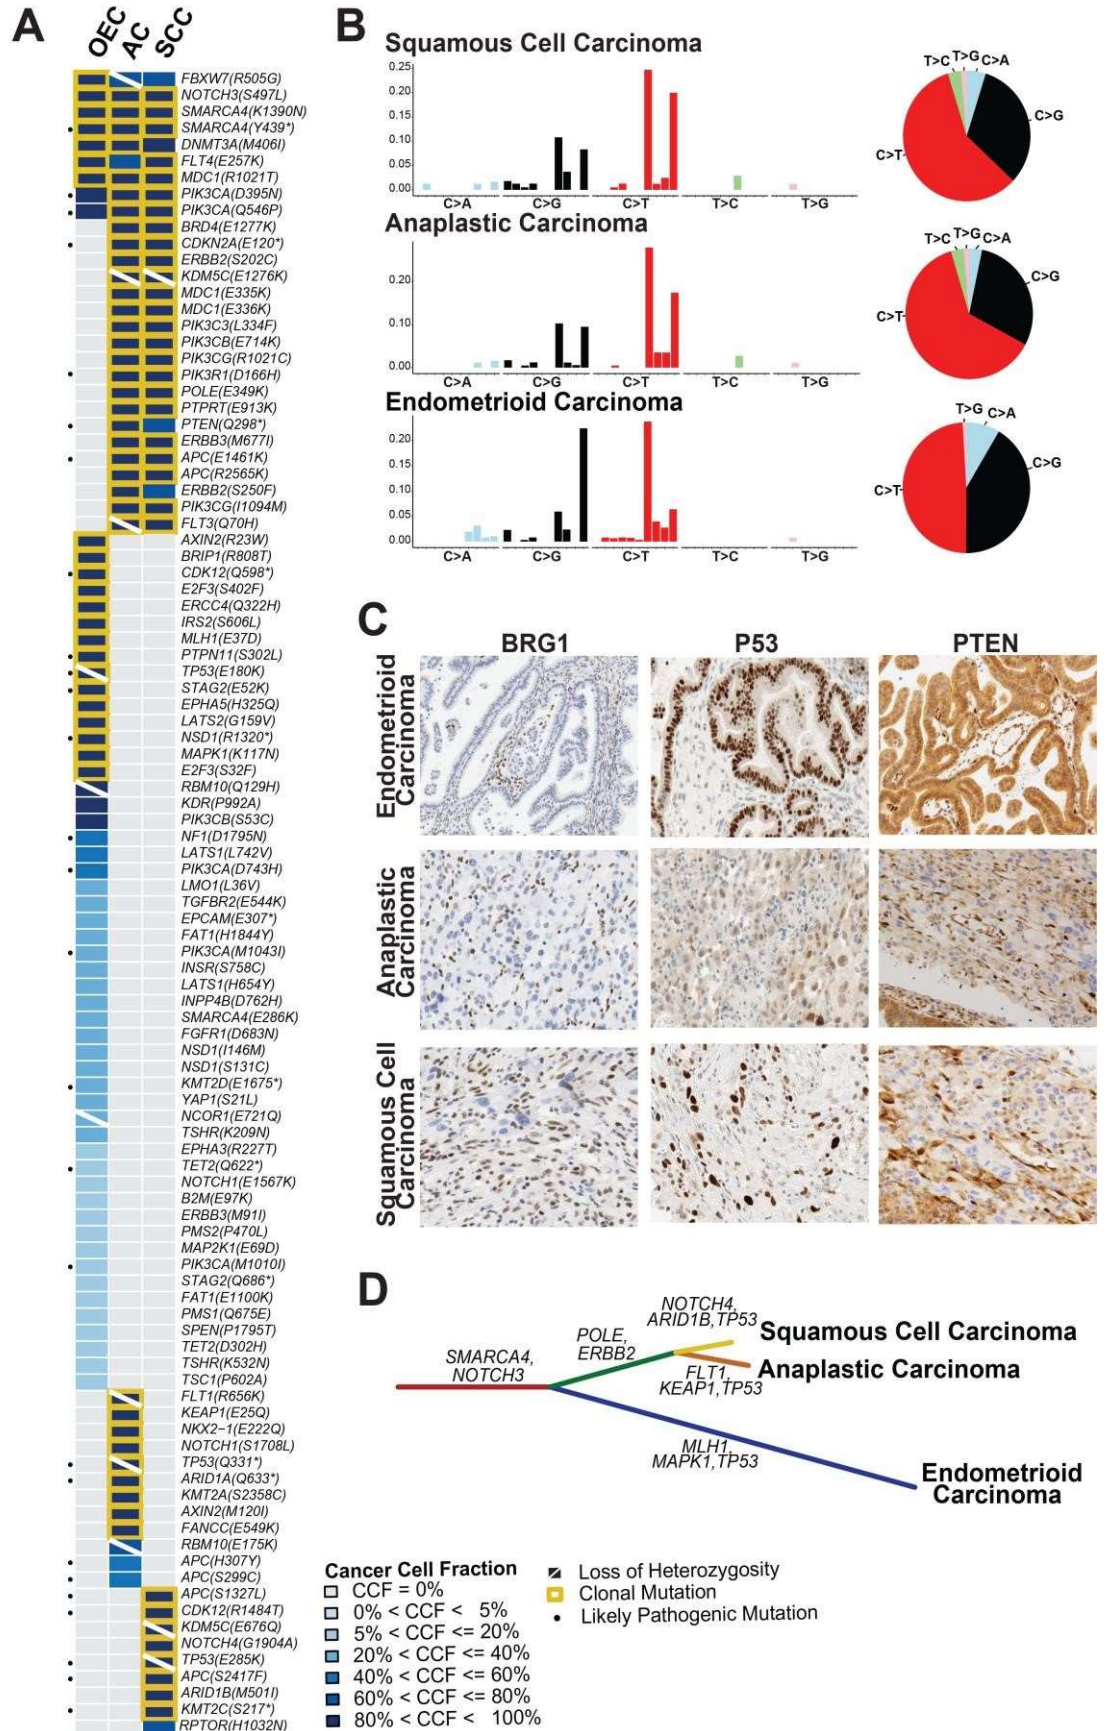 A
OEC
AC
SCC
FBXW7(R505G)
NOTCH3(S497L)
SMARCA4(K1390N)
SMARCA4(Y439*)
DNMT3A(M406I)
FLT4(E257K)
MDC1(R1021T)
PIK3CA(D395N)
PIK3CA(Q546P)
BRD4(E1277K)
CDKN2A(E120*)
ERBB2(S202C)
KDM5C(E1276K)
MDC1(E335K)
MDC1(E336K)
PIK3C3(L334F)
PIK3CB(E714K)
PIK3CG(R1021C)
PIK3R1(D166H)
POLE(E349K)
PTPRT(E913K)
PTEN(Q298*)
ERBB3(M677I)
APC(E1461K)
APC(R2565K)
ERBB2(S250F)
PIK3CG(I1094M)
FLT3(Q70H)
AXIN2(R23W)
BRIP1(R808T)
CDK12(Q598*)
E2F3(S402F)
ERCC4(Q322H)
IRS2(S606L)
MLH1(E37D)
PTPN11(S302L)
TP53(E180K)
STAG2(E52K)
EPHA5(H325Q)
LATS2(G159V)
NSD1(R1320*)
MAPK1(K117N)
E2F3(S32F)
RBM10(Q129H)
KDR(P992A)
PIK3CB(S53C)
NF1(D1795N)
LATS1(L742V)
PIK3CA(D743H)
LMO1(L36V)
TGFBR2(E544K)
EPCAM(E307*)
FAT1(H1844Y)
PIK3CA(M1043I)
INSR(S758C)
LATS1(H654Y)
INPP4B(D762H)
SMARCA4(E286K)
FGFR1(D683N)
NSD1(I146M)
NSD1(S131C)
KMT2D(E1675*)
YAP1(S21L)
NCOR1(E721Q)
TSHR(K209N)
EPHA3(R227T)
TET2(Q622*)
NOTCH1(E1567K)
B2M(E97K)
ERBB3(M91I)
PMS2(P470L)
MAP2K1(E69D)
PIK3CA(M1010I)
STAG2(Q686*)
FAT1(E1100K)
PMS1(Q675E)
SPEN(P1795T)
TET2(D302H)
TSHR(K532N)
TSC1(P602A)
FLT1(R656K)
KEAP1(E25Q)
NKX2−1(E222Q)
NOTCH1(S1708L)
TP53(Q331*)
ARID1A(Q633*)
KMT2A(S2358C)
AXIN2(M120I)
FANCC(E549K)
RBM10(E175K)
APC(H307Y)
APC(S299C)
APC(S1327L)
CDK12(R1484T)
KDM5C(E676Q)
NOTCH4(G1904A)
TP53(E285K)
APC(S2417F)
ARID1B(M501I)
KMT2C(S217*)
RPTOR(H1032N)
Cancer Cell Fraction
CCF = 0%
0% < CCF < 5%
5% < CCF <= 20%
20% < CCF <= 40%
40% < CCF <= 60%
60% < CCF <= 80%
80% < CCF < 100%
Loss of Heterozygosity
Clonal Mutation
Likely Pathogenic Mutation
B
Squamous Cell Carcinoma
0.25
0.20
0.15
0.10
0.05
0.00
C>A
C>G
C>T
T>C
T>G
T>C
T>G
C>A
C>G
C>T
Anaplastic Carcinoma
0.20
0.10
0.00
C>A
C>G
C>T
T>C
T>G
T>C
T>G
C>A
C>G
C>T
Endometrioid Carcinoma
0.20
0.15
0.10
0.05
0.00
C>A
C>G
C>T
T>C
T>G
T>G
C>A
C>G
C>T
C
BRG1
P53
PTEN
Endometrioid
Carcinoma
Anaplastic
Carcinoma
Squamous Cell
Carcinoma
D
SMARCA4,
NOTCH3
POLE,
ERBB2
NOTCH4,
ARID1B,TP53
Squamous Cell Carcinoma
Anaplastic Carcinoma
FLT1,
KEAP1,TP53
MLH1,
MAPK1,TP53
Endometrioid
Carcinoma